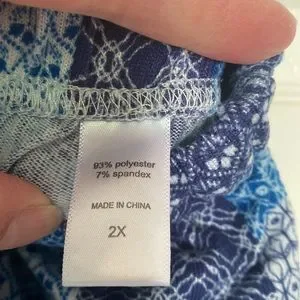 93% polyester
7% spandex
MADE IN CHINA
2X